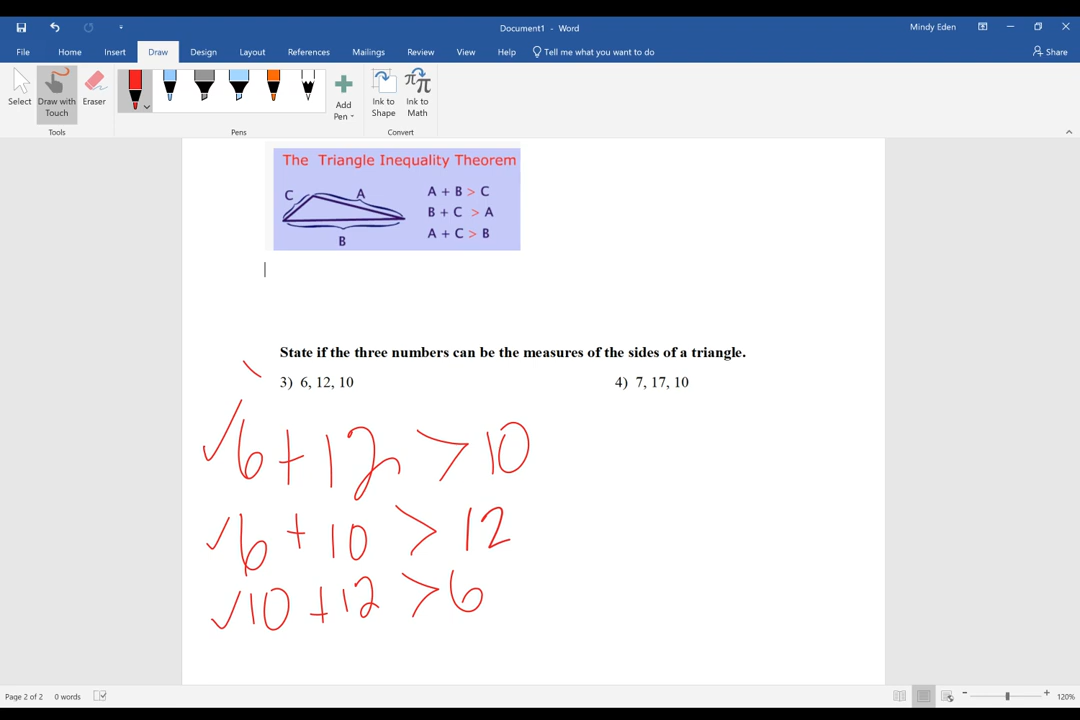 Document1 - Word
Mindy Eden
File Home Insert Draw Design Layout References Mailings Review View Help Tell me what you want to do Share
Select
Draw with Touch
Eraser
Add Pen
Ink to Shape
Ink to Math
Tools
Pens
Convert
The Triangle Inequality Theorem
C A
B
A + B > C
B + C > A
A + C > B
State if the three numbers can be the measures of the sides of a triangle.
3) 6, 12, 10
4) 7, 17, 10
✓6 + 12 > 10
✓6 + 10 > 12
✓10 + 12 > 6
Page 2 of 2 0 words
120%